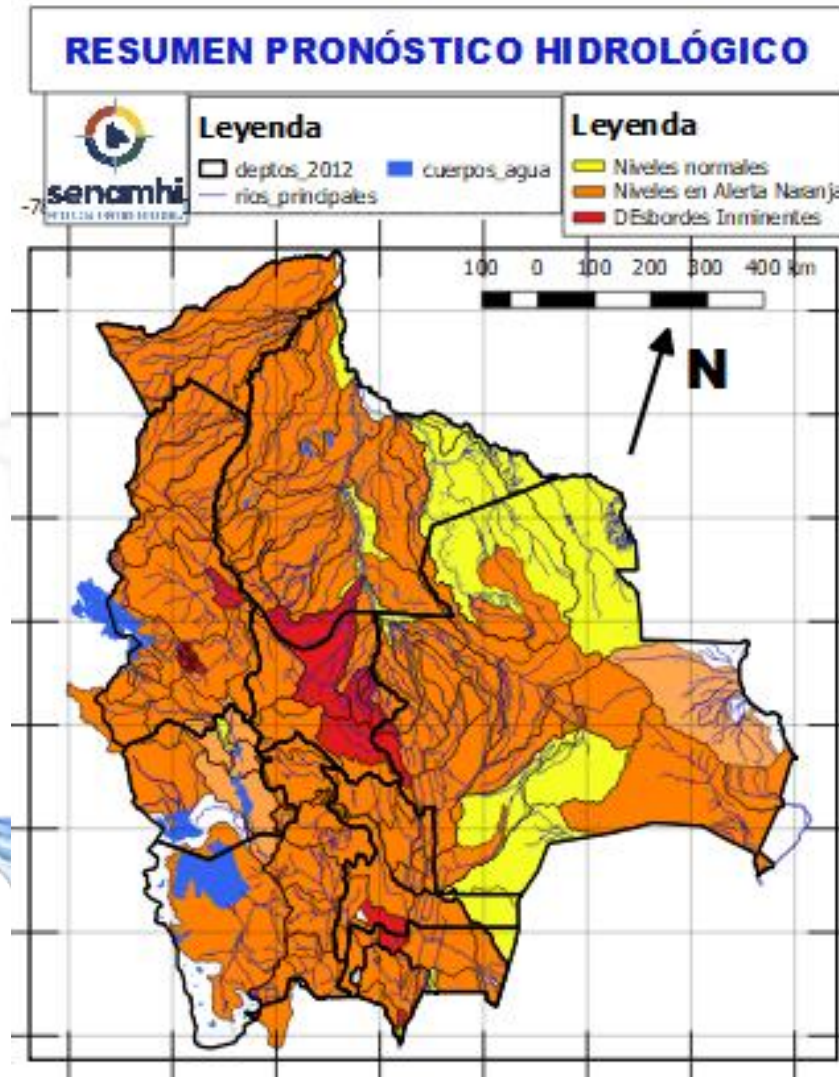 RESUMEN PRONÓSTICO HIDROLÓGICO
senamhi
Leyenda
deptos_2012
cuerpos_agua
rios_principales
Leyenda
Niveles normales
Niveles en Alerta Naranja
DEsbordes Inminentes
100 0 100 200 300 400 km
N